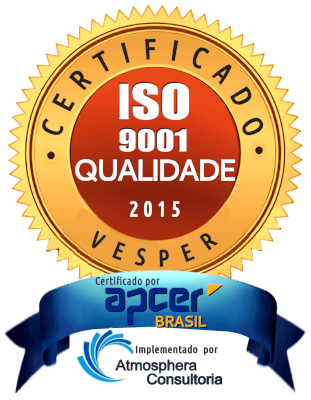 CERTIFICADO
ISO
9001
QUALIDADE
2015
VESPER
Certificado por
apcer
BRASIL
Implementado por
Atmosphera
Consultoria